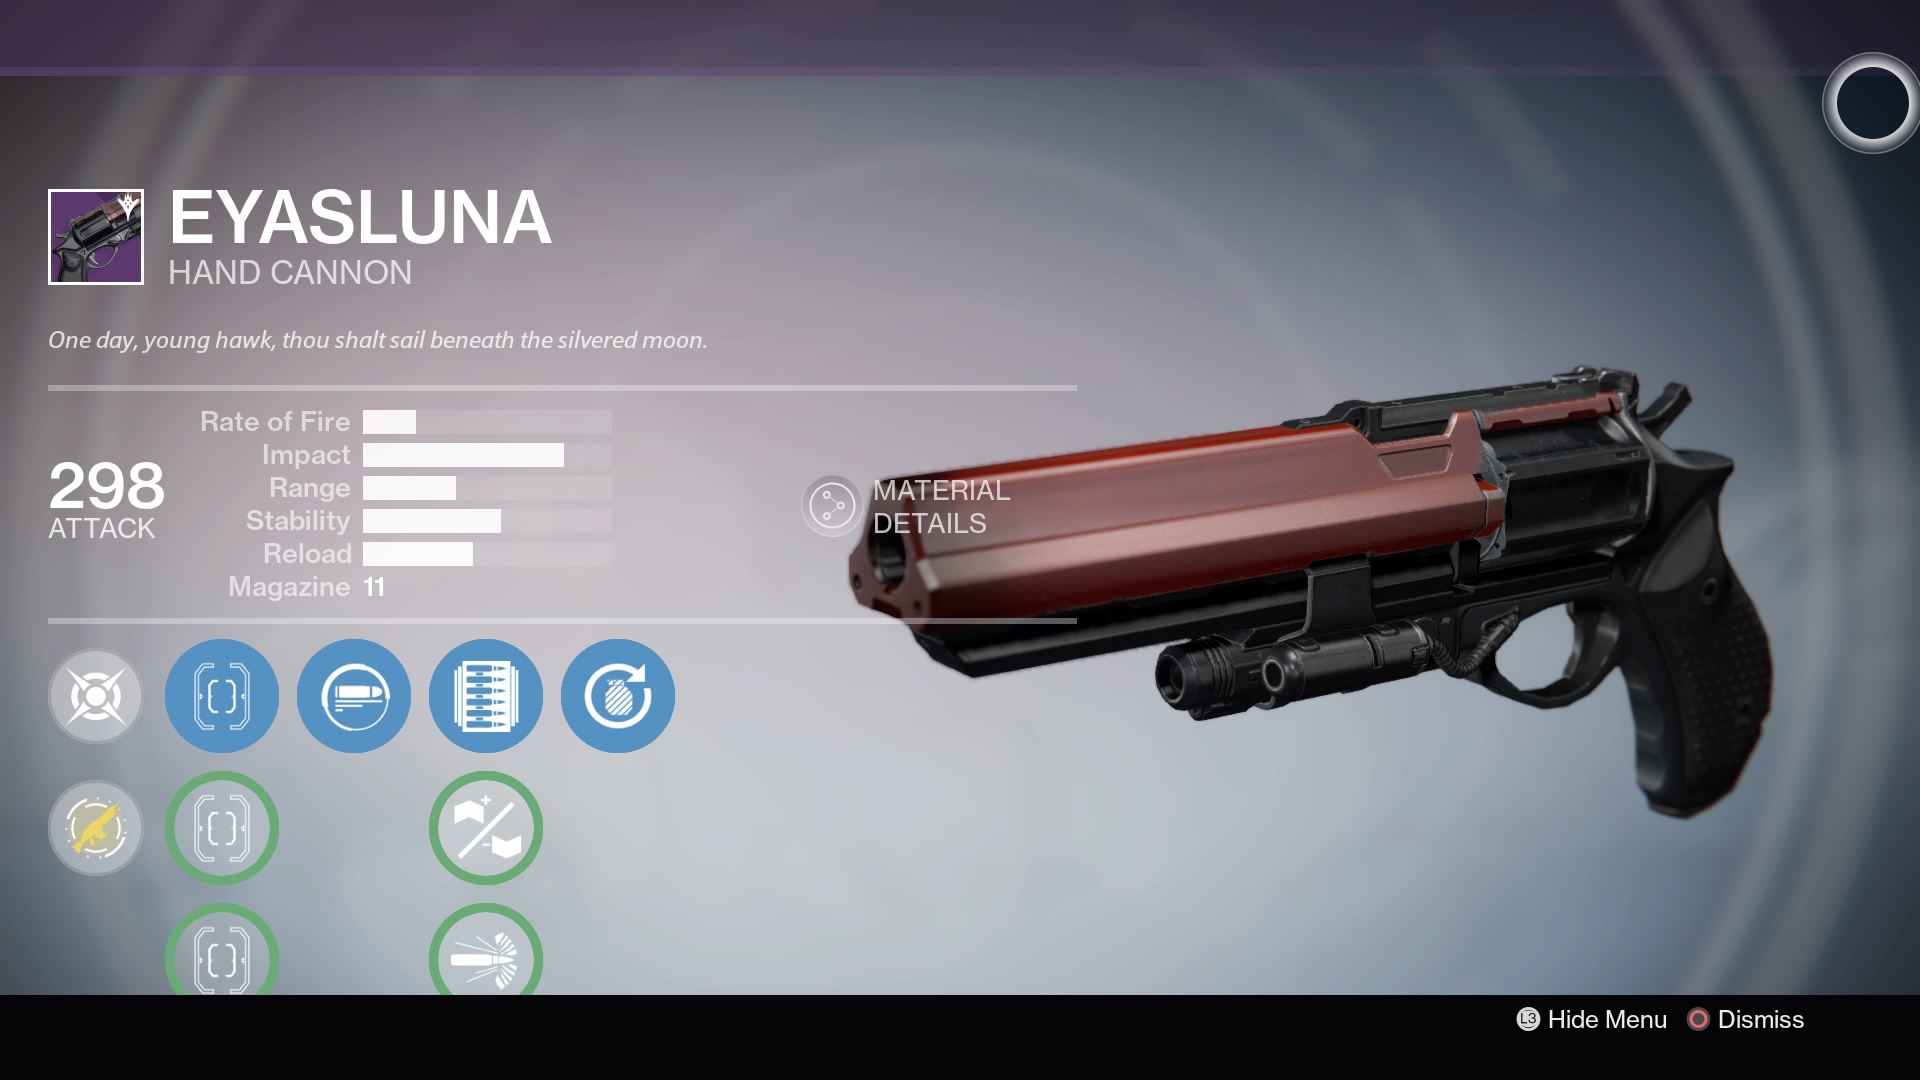 EYASLUNA
HAND CANNON
One day, young hawk, thou shalt sail beneath the silvered moon.
298
ATTACK
Rate of Fire
Impact
Range
Stability
Reload
Magazine 11
MATERIAL
DETAILS
L3 Hide Menu Dismiss